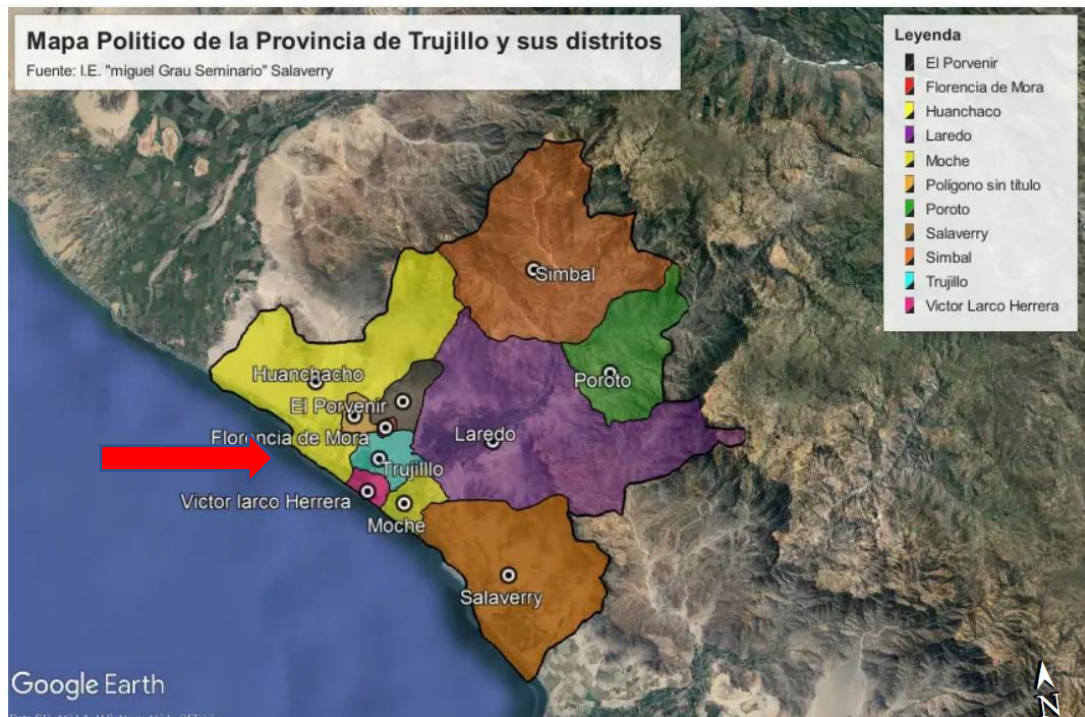 Mapa Politico de la Provincia de Trujillo y sus distritos
Fuente: I.E. "miguel Grau Seminario" Salaverry
Leyenda
El Porvenir
Florencia de Mora
Huanchaco
Laredo
Moche
Polígono sin título
Poroto
Salaverry
Simbal
Trujillo
Victor Larco Herrera
Simbal
Huanchacho
Poroto
El Porvenir
Florencia de Mora
Laredo
Trujilllo
Victor larco Herrera
Moche
Salaverry
Google Earth
N